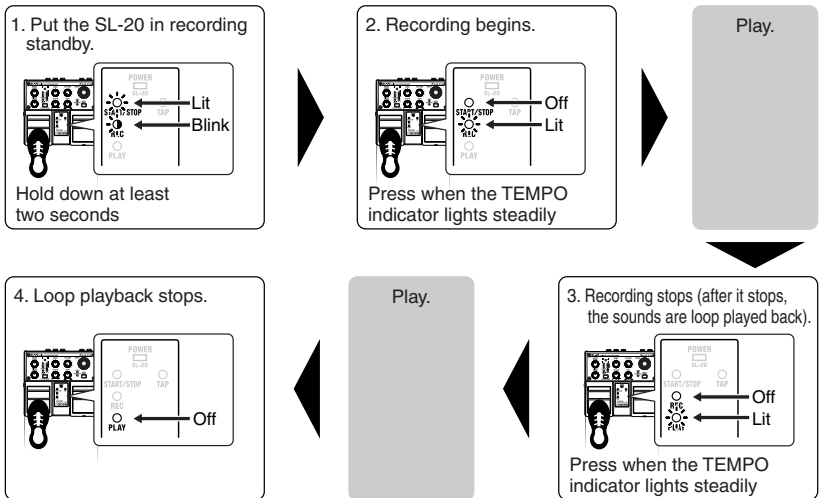 1. Put the SL-20 in recording
standby.
POWER
SL-20
START/STOP
TAP
REC
PLAY
Lit
Blink
Hold down at least
two seconds
2. Recording begins.
POWER
SL-20
START/STOP
TAP
REC
PLAY
Off
Lit
Press when the TEMPO
indicator lights steadily
Play.
3. Recording stops (after it stops,
the sounds are loop played back).
POWER
SL-20
START/STOP
TAP
REC
PLAY
Off
Lit
Press when the TEMPO
indicator lights steadily
Play.
4. Loop playback stops.
POWER
SL-20
START/STOP
TAP
REC
PLAY
Off